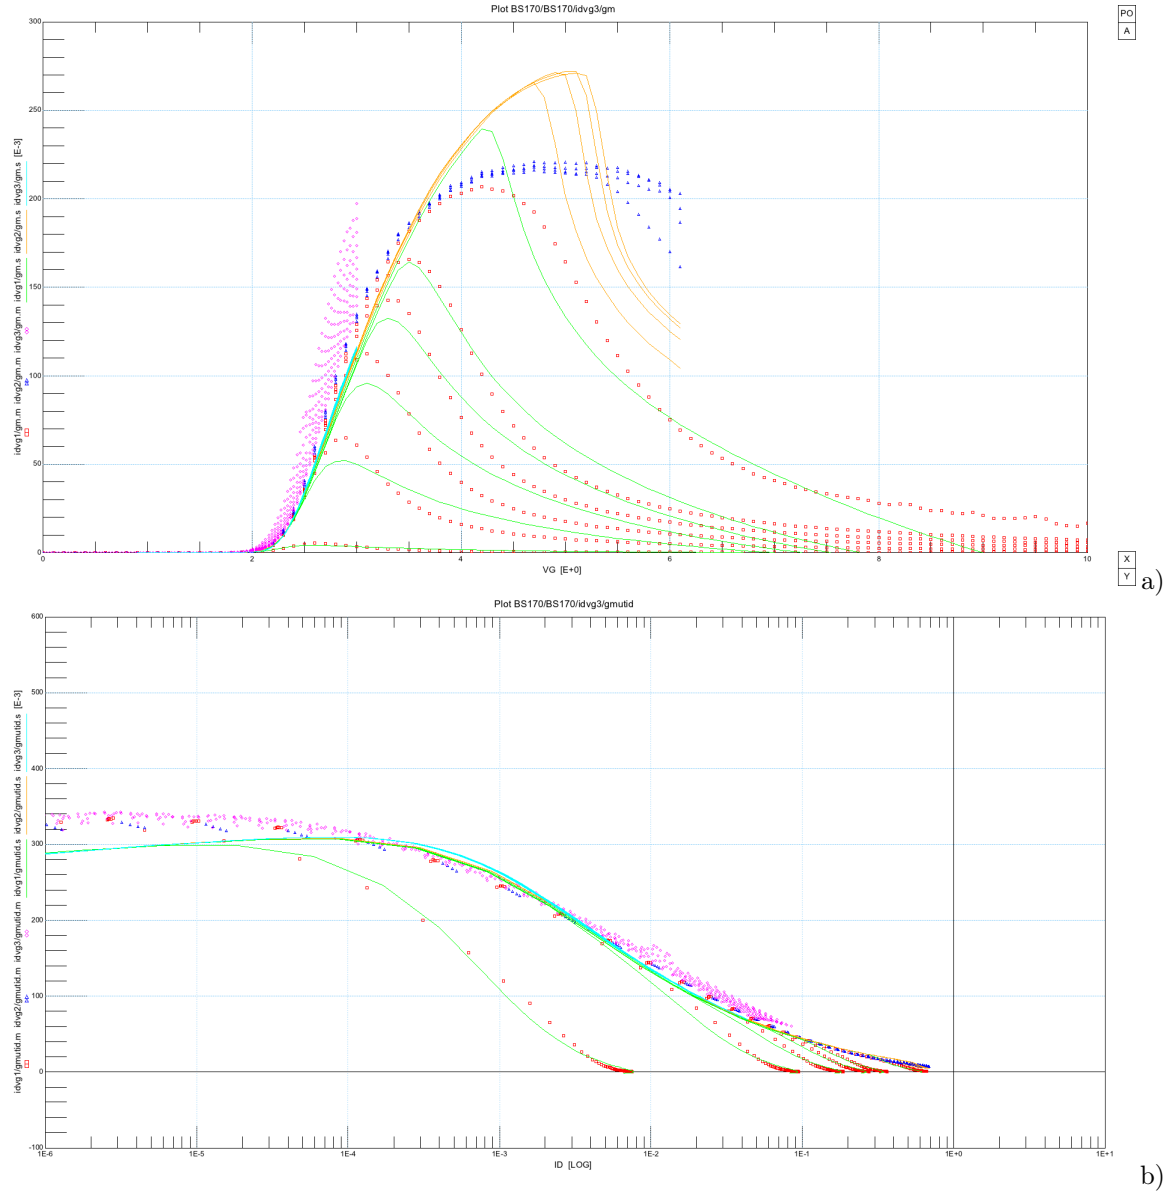 Plot BS170/BS170/idvg3/gm
PO
A
300
250
200
150
100
50
0
idvg1/gm.m idvg2/gm.m idvg3/gm.m idvg1/gm.s idvg2/gm.s idvg3/gm.s [E-3]
0
2
4
6
8
10
VG [E+0]
X
Y
a)
Plot BS170/BS170/idvg3/gmutid
600
500
400
300
200
100
0
-100
idvg1/gmutid.m idvg2/gmutid.m idvg3/gmutid.m idvg1/gmutid.s idvg2/gmutid.s idvg3/gmutid.s [E-3]
1E-6
1E-5
1E-4
1E-3
1E-2
1E-1
1E+0
1E+1
ID [LOG]
b)